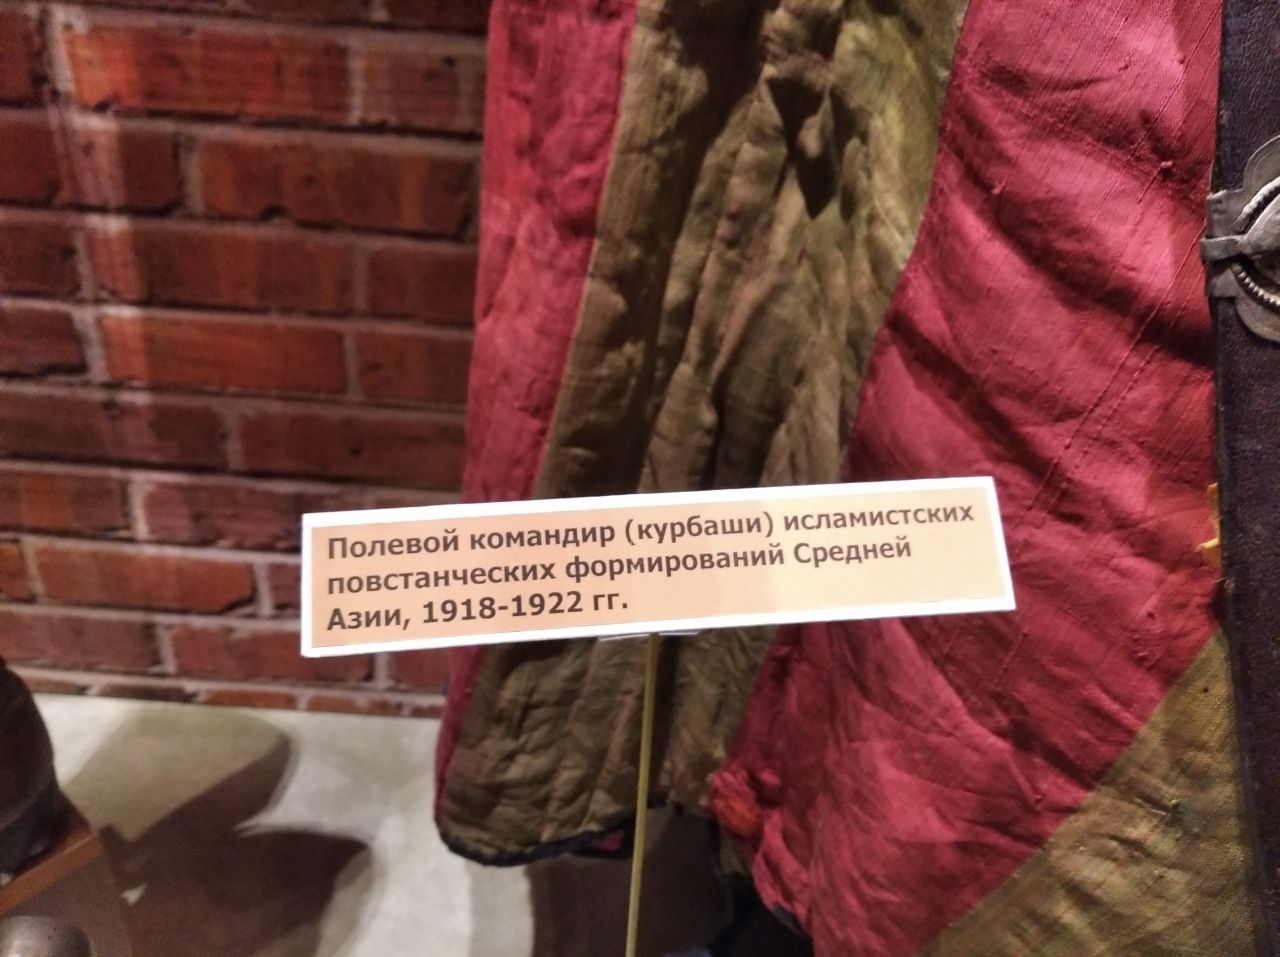 Полевой командир (курбаши) исламистских
повстанческих формирований Средней
Азии, 1918-1922 гг.